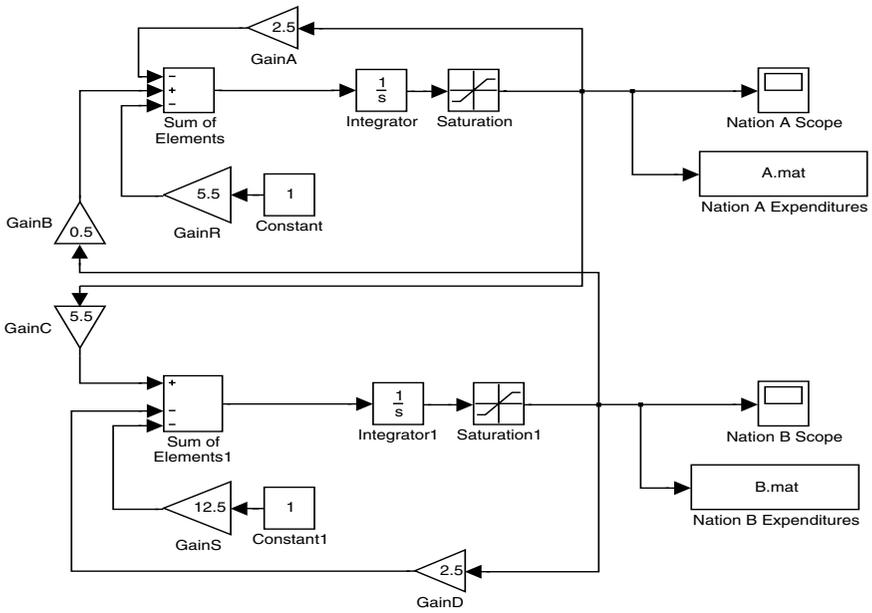 2.5
GainA
−
+
−
Sum of
Elements
1
s
Integrator
Saturation
Nation A Scope
A.mat
Nation A Expenditures
5.5
GainR
1
Constant
GainB
0.5
5.5
GainC
+
−
−
Sum of
Elements1
1
s
Integrator1
Saturation1
Nation B Scope
B.mat
Nation B Expenditures
12.5
GainS
1
Constant1
2.5
GainD